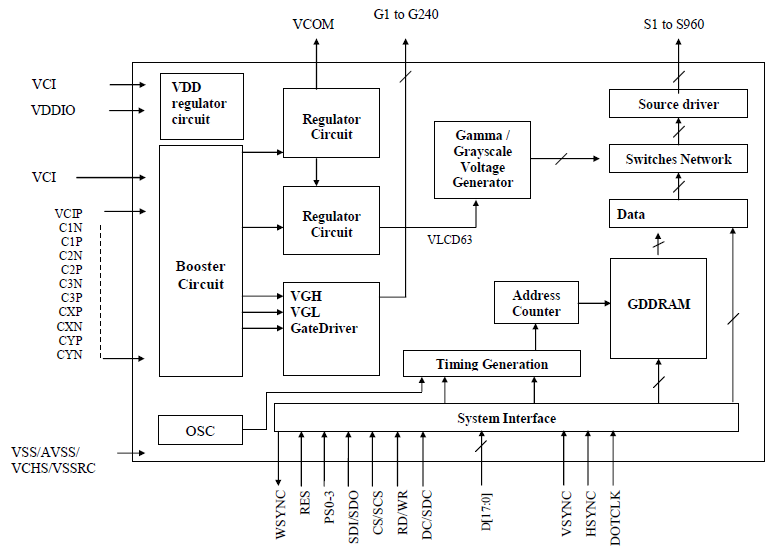 VCOM
G1 to G240
S1 to S960
VCI
VDDIO
VCI
VCIP
C1N
C1P
C2N
C2P
C3N
C3P
CXP
CXN
CYP
CYN
VSS/AVSS/
VCHS/VSSRC
VDD
regulator
circuit
Booster
Circuit
OSC
Regulator
Circuit
Regulator
Circuit
VGH
VGL
GateDriver
VLCD63
Gamma /
Grayscale
Voltage
Generator
Source driver
Switches Network
Data
GDDRAM
Address
Counter
Timing Generation
System Interface
WSYNC
RES
PS0-3
SDI/SDO
CS/SCS
RD/WR
DC/SDC
D[17:0]
VSYNC
HSYNC
DOTCLK